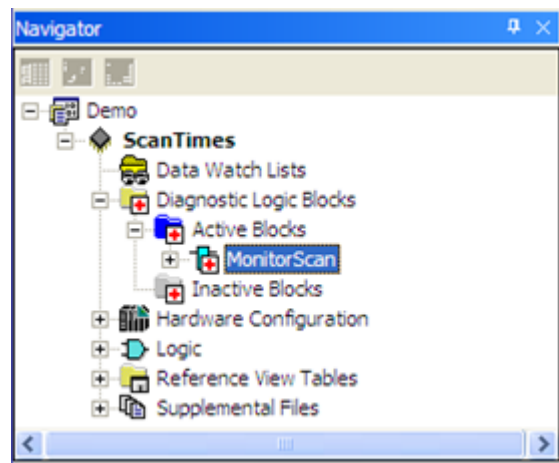 Navigator
Demo
ScanTimes
Data Watch Lists
Diagnostic Logic Blocks
Active Blocks
MonitorScan
Inactive Blocks
Hardware Configuration
Logic
Reference View Tables
Supplemental Files